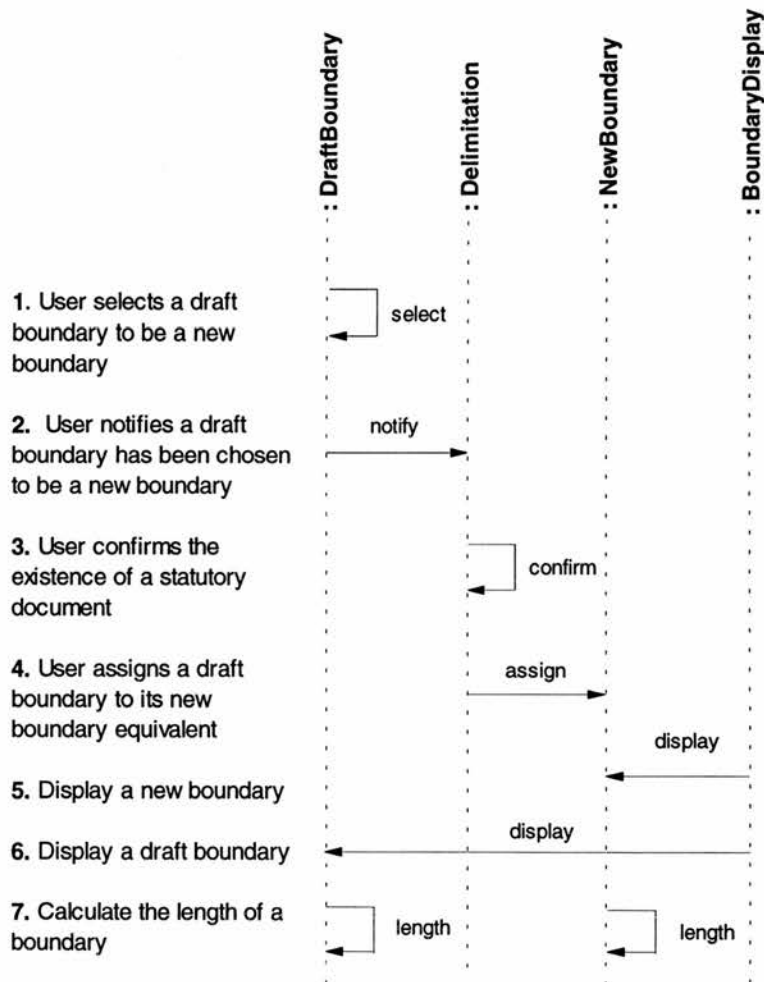 : DraftBoundary
: Delimitation
: NewBoundary
: BoundaryDisplay
1. User selects a draft
boundary to be a new
boundary
select
2. User notifies a draft
boundary has been chosen
to be a new boundary
notify
3. User confirms the
existence of a statutory
document
confirm
4. User assigns a draft
boundary to its new
boundary equivalent
assign
display
5. Display a new boundary
display
6. Display a draft boundary
7. Calculate the length of a
boundary
length
length